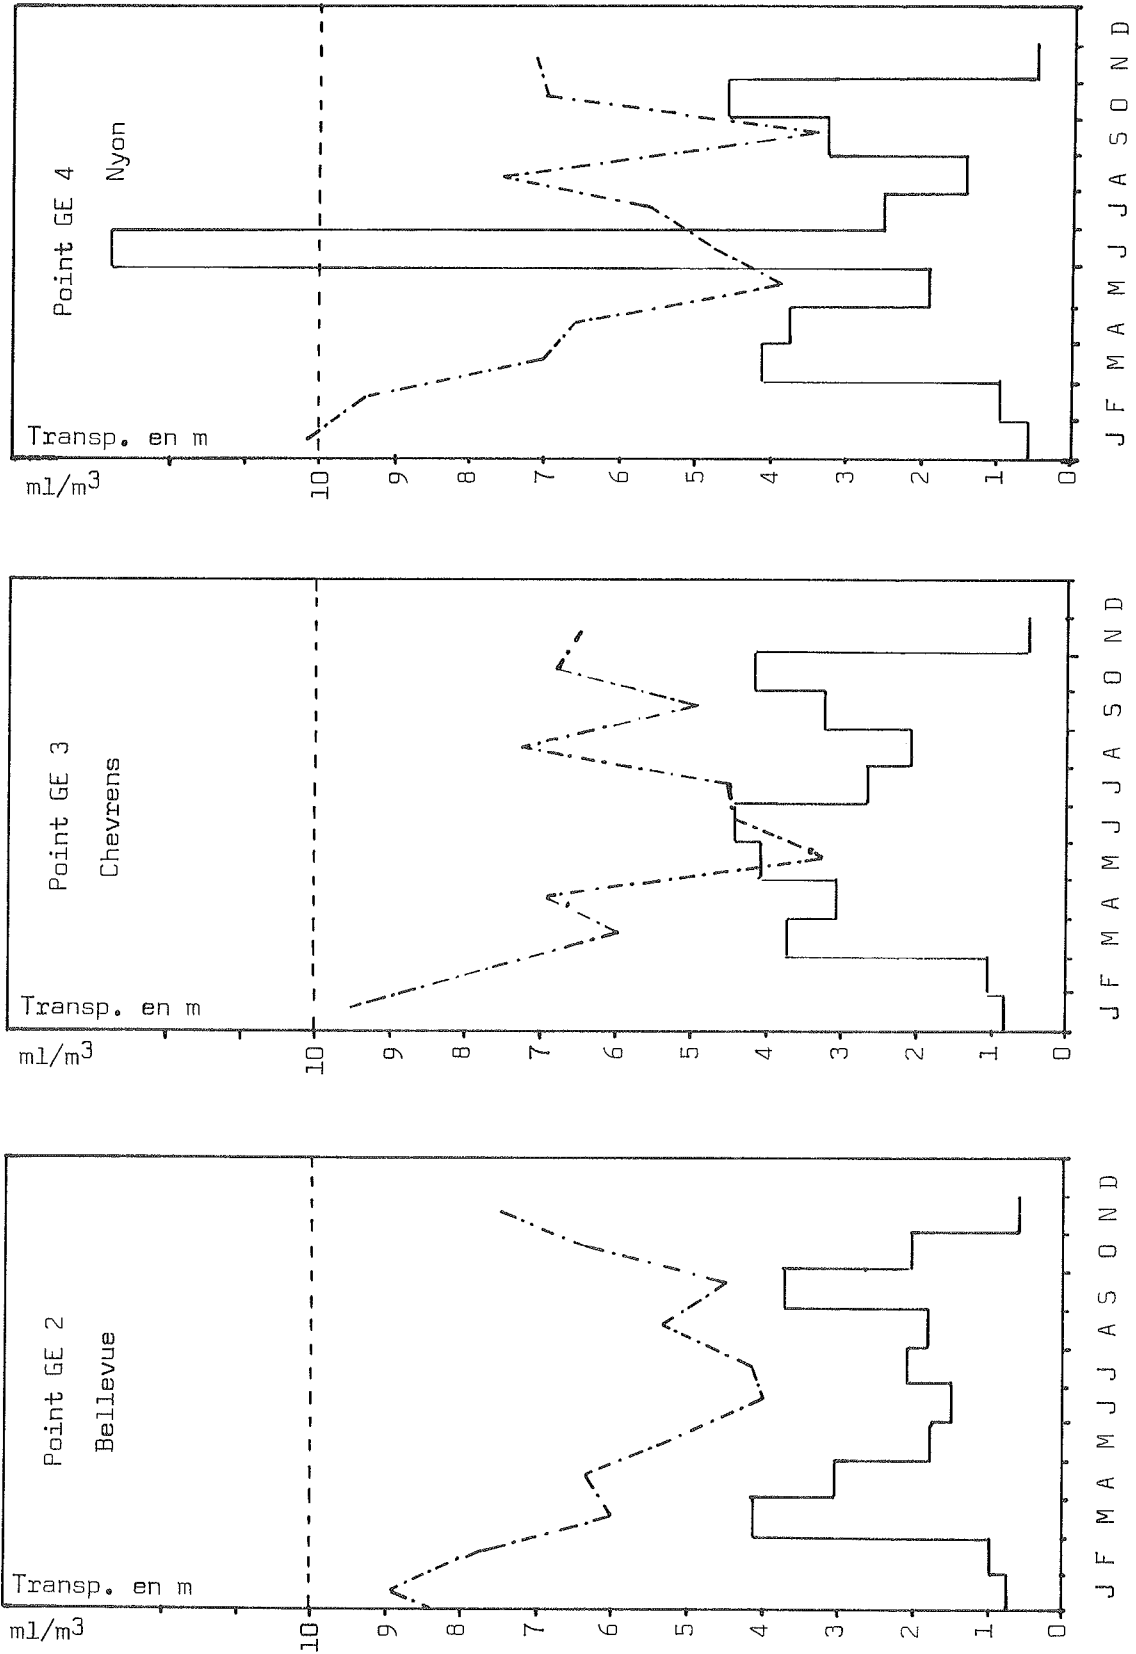 Point GE 4
Nyon
Transp. en m
ml/m³
10 9 8 7 6 5 4 3 2 1 0
J F M A M J J A S O N D
Point GE 3
Chevrens
Transp. en m
ml/m³
10 9 8 7 6 5 4 3 2 1 0
J F M A M J J A S O N D
Point GE 2
Bellevue
Transp. en m
ml/m³
10 9 8 7 6 5 4 3 2 1 0
J F M A M J J A S O N D